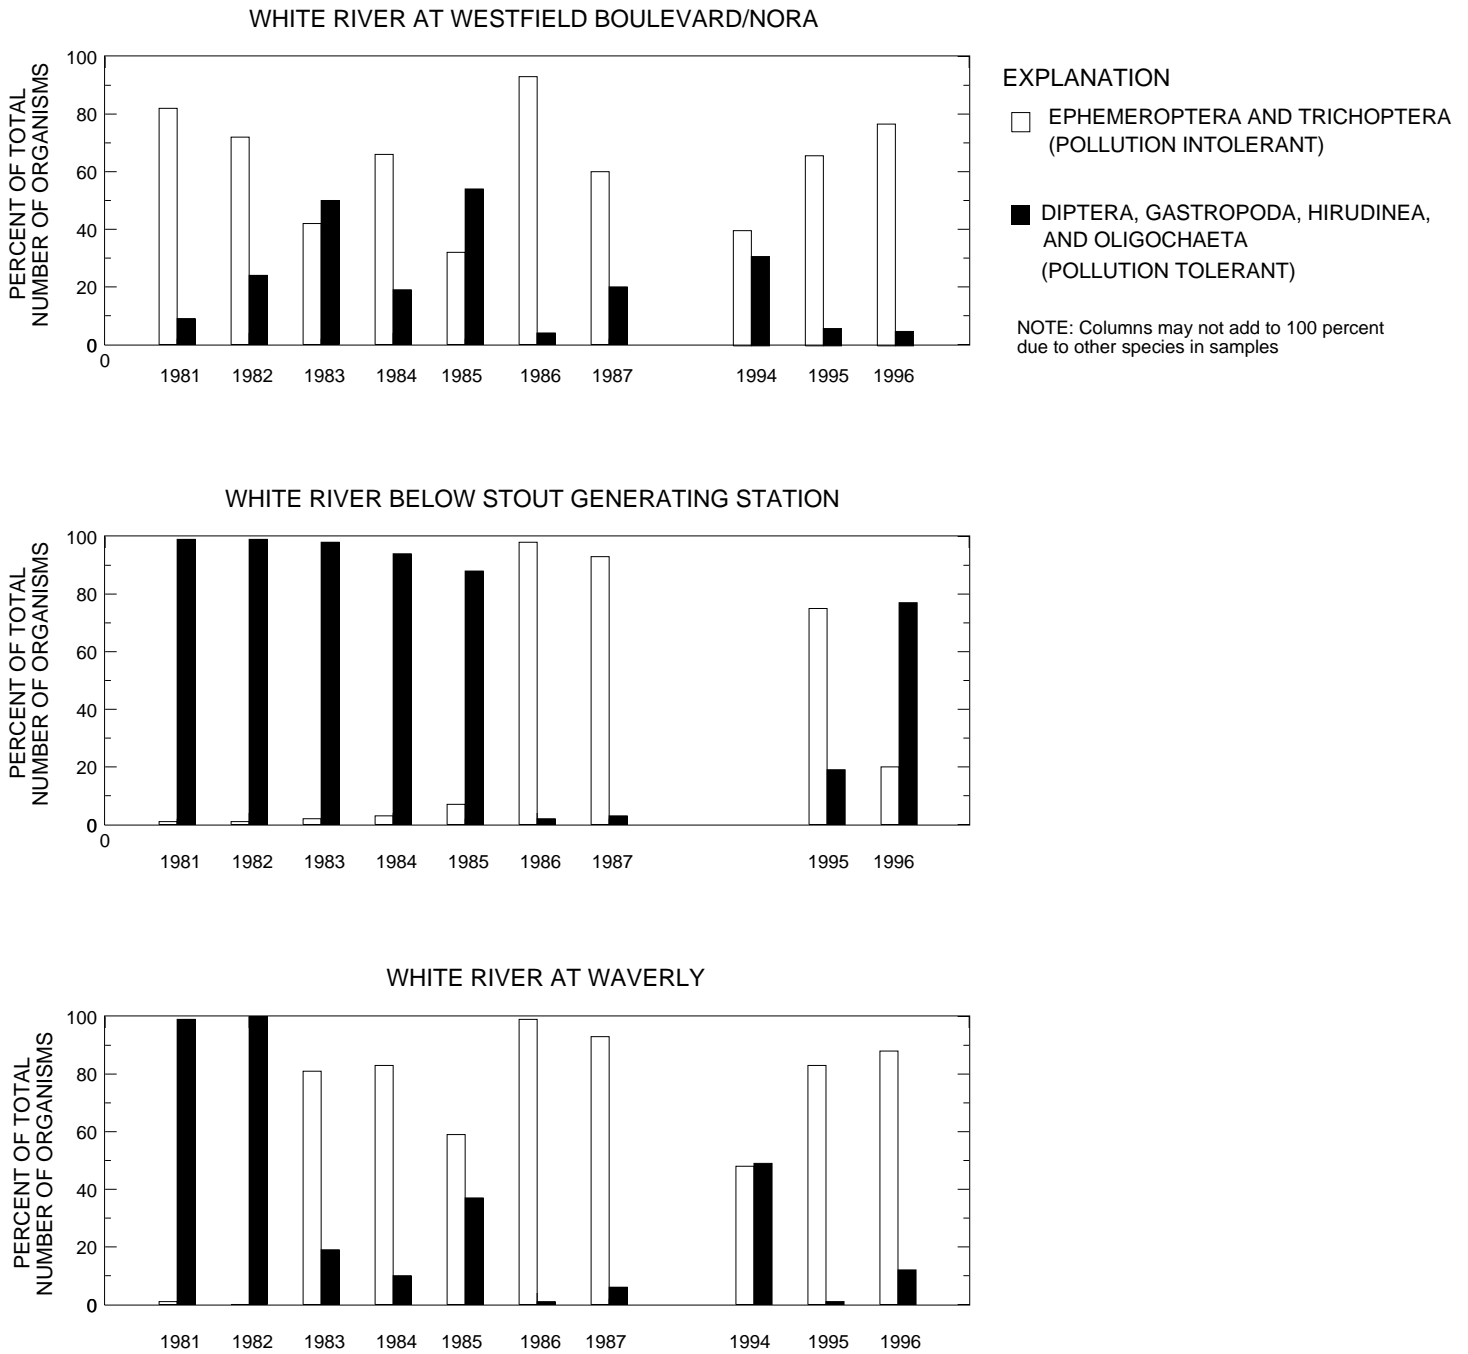 WHITE RIVER AT WESTFIELD BOULEVARD/NORA
PERCENT OF TOTAL
NUMBER OF ORGANISMS
100
80
60
40
20
0
0
1981 1982 1983 1984 1985 1986 1987 1994 1995 1996
EXPLANATION
EPHEMEROPTERA AND TRICHOPTERA
(POLLUTION INTOLERANT)
DIPTERA, GASTROPODA, HIRUDINEA,
AND OLIGOCHAETA
(POLLUTION TOLERANT)
NOTE: Columns may not add to 100 percent
due to other species in samples
WHITE RIVER BELOW STOUT GENERATING STATION
PERCENT OF TOTAL
NUMBER OF ORGANISMS
100
80
60
40
20
0
0
1981 1982 1983 1984 1985 1986 1987 1995 1996
WHITE RIVER AT WAVERLY
PERCENT OF TOTAL
NUMBER OF ORGANISMS
100
80
60
40
20
0
1981 1982 1983 1984 1985 1986 1987 1994 1995 1996